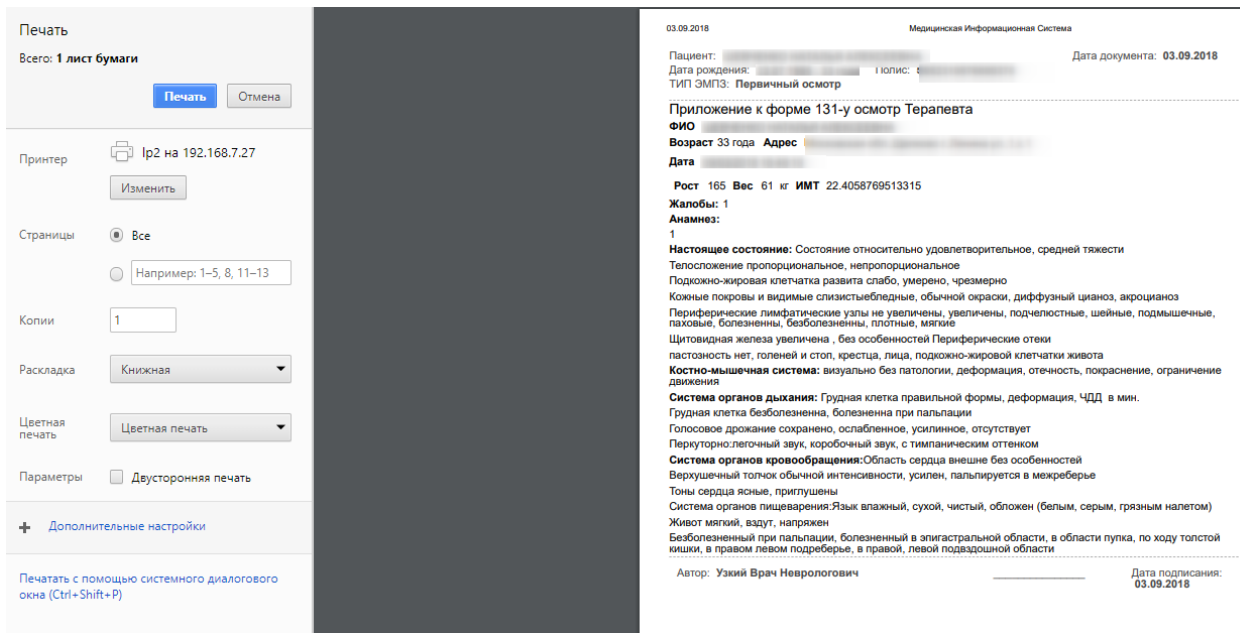 Печать
Всего: 1 лист бумаги
Печать Отмена
Принтер lp2 на 192.168.7.27
Изменить
Страницы Все
Например: 1–5, 8, 11–13
Копии 1
Раскладка Книжная
Цветная печать Цветная печать
Параметры Двусторонняя печать
Дополнительные настройки
Печатать с помощью системного диалогового
окна (Ctrl+Shift+P)
03.09.2018 Медицинская Информационная Система
Пациент: Дата документа: 03.09.2018
Дата рождения: Полис:
ТИП ЭМПЗ: Первичный осмотр
Приложение к форме 131-у осмотр Терапевта
ФИО
Возраст 33 года Адрес
Дата
Рост 165 Вес 61 кг ИМТ 22.4058769513315
Жалобы: 1
Анамнез:
1
Настоящее состояние: Состояние относительно удовлетворительное, средней тяжести
Телосложение пропорциональное, непропорциональное
Подкожно-жировая клетчатка развита слабо, умерено, чрезмерно
Кожные покровы и видимые слизистыебледные, обычной окраски, диффузный цианоз, акроцианоз
Периферические лимфатические узлы не увеличены, увеличены, подчелюстные, шейные, подмышечные,
паховые, болезненны, безболезненны, плотные, мягкие
Щитовидная железа увеличена , без особенностей Периферические отеки
пастозность нет, голеней и стоп, крестца, лица, подкожно-жировой клетчатки живота
Костно-мышечная система: визуально без патологии, деформация, отечность, покраснение, ограничение
движения
Система органов дыхания: Грудная клетка правильной формы, деформация, ЧДД в мин.
Грудная клетка безболезненна, болезненна при пальпации
Голосовое дрожание сохранено, ослабленное, усилинное, отсутствует
Перкуторно:легочный звук, коробочный звук, с тимпаническим оттенком
Система органов кровообращения:Область сердца внешне без особенностей
Верхушечный толчок обычной интенсивности, усилен, пальпируется в межреберье
Тоны сердца ясные, приглушены
Система органов пищеварения:Язык влажный, сухой, чистый, обложен (белым, серым, грязным налетом)
Живот мягкий, вздут, напряжен
Безболезненный при пальпации, болезненный в эпигастральной области, в области пупка, по ходу толстой
кишки, в правом левом подреберье, в правой, левой подвздошной области
Автор: Узкий Врач Неврологович Дата подписания:
03.09.2018